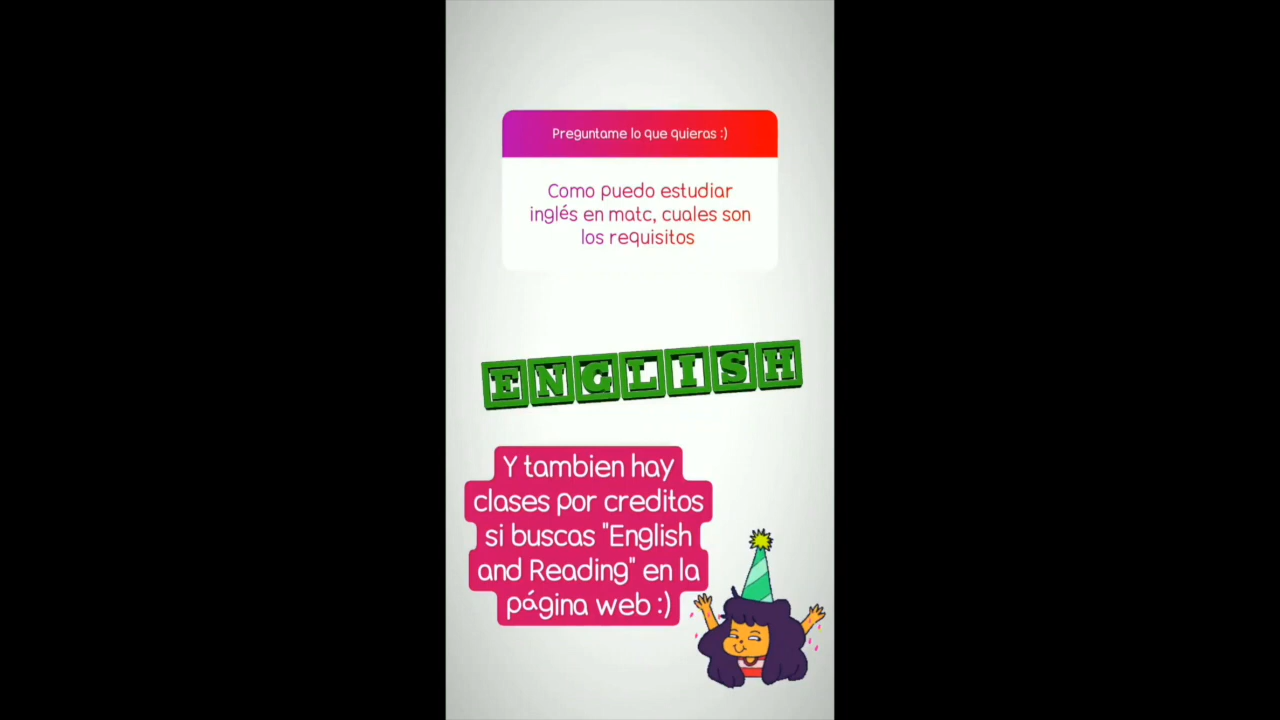 Preguntame lo que quieras :)
Como puedo estudiar
inglés en matc, cuales son
los requisitos
ENGLISH
Y tambien hay
clases por creditos
si buscas "English
and Reading" en la
página web :)